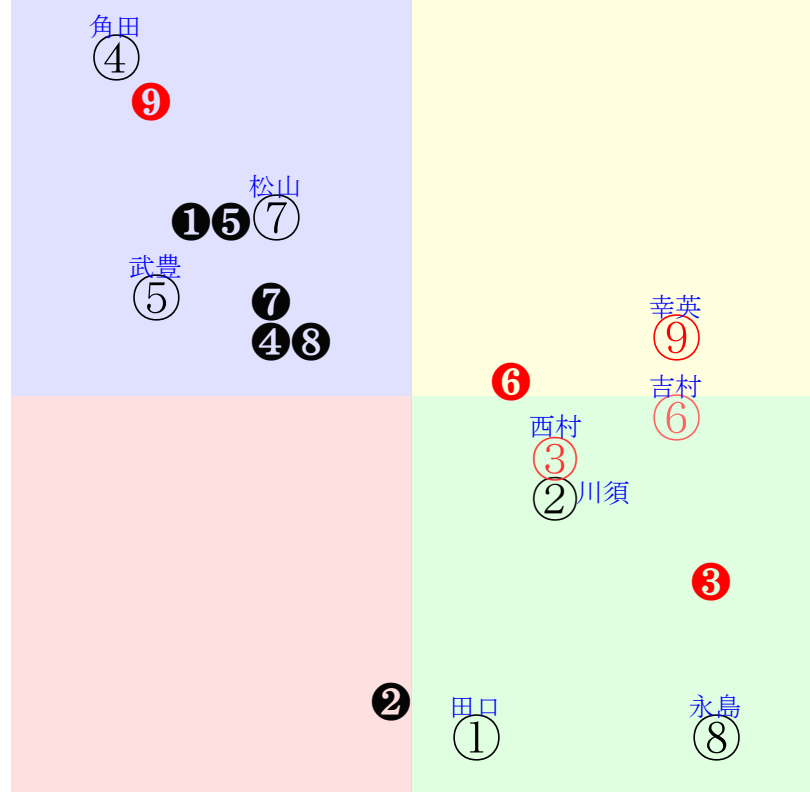 角田
④
❾
松山
❶❺⑦
武豊
⑤
❼
❹❽
幸英
⑨
❻
吉村
⑥
西村
③
②川須
❸
❷
田口
①
永島
⑧